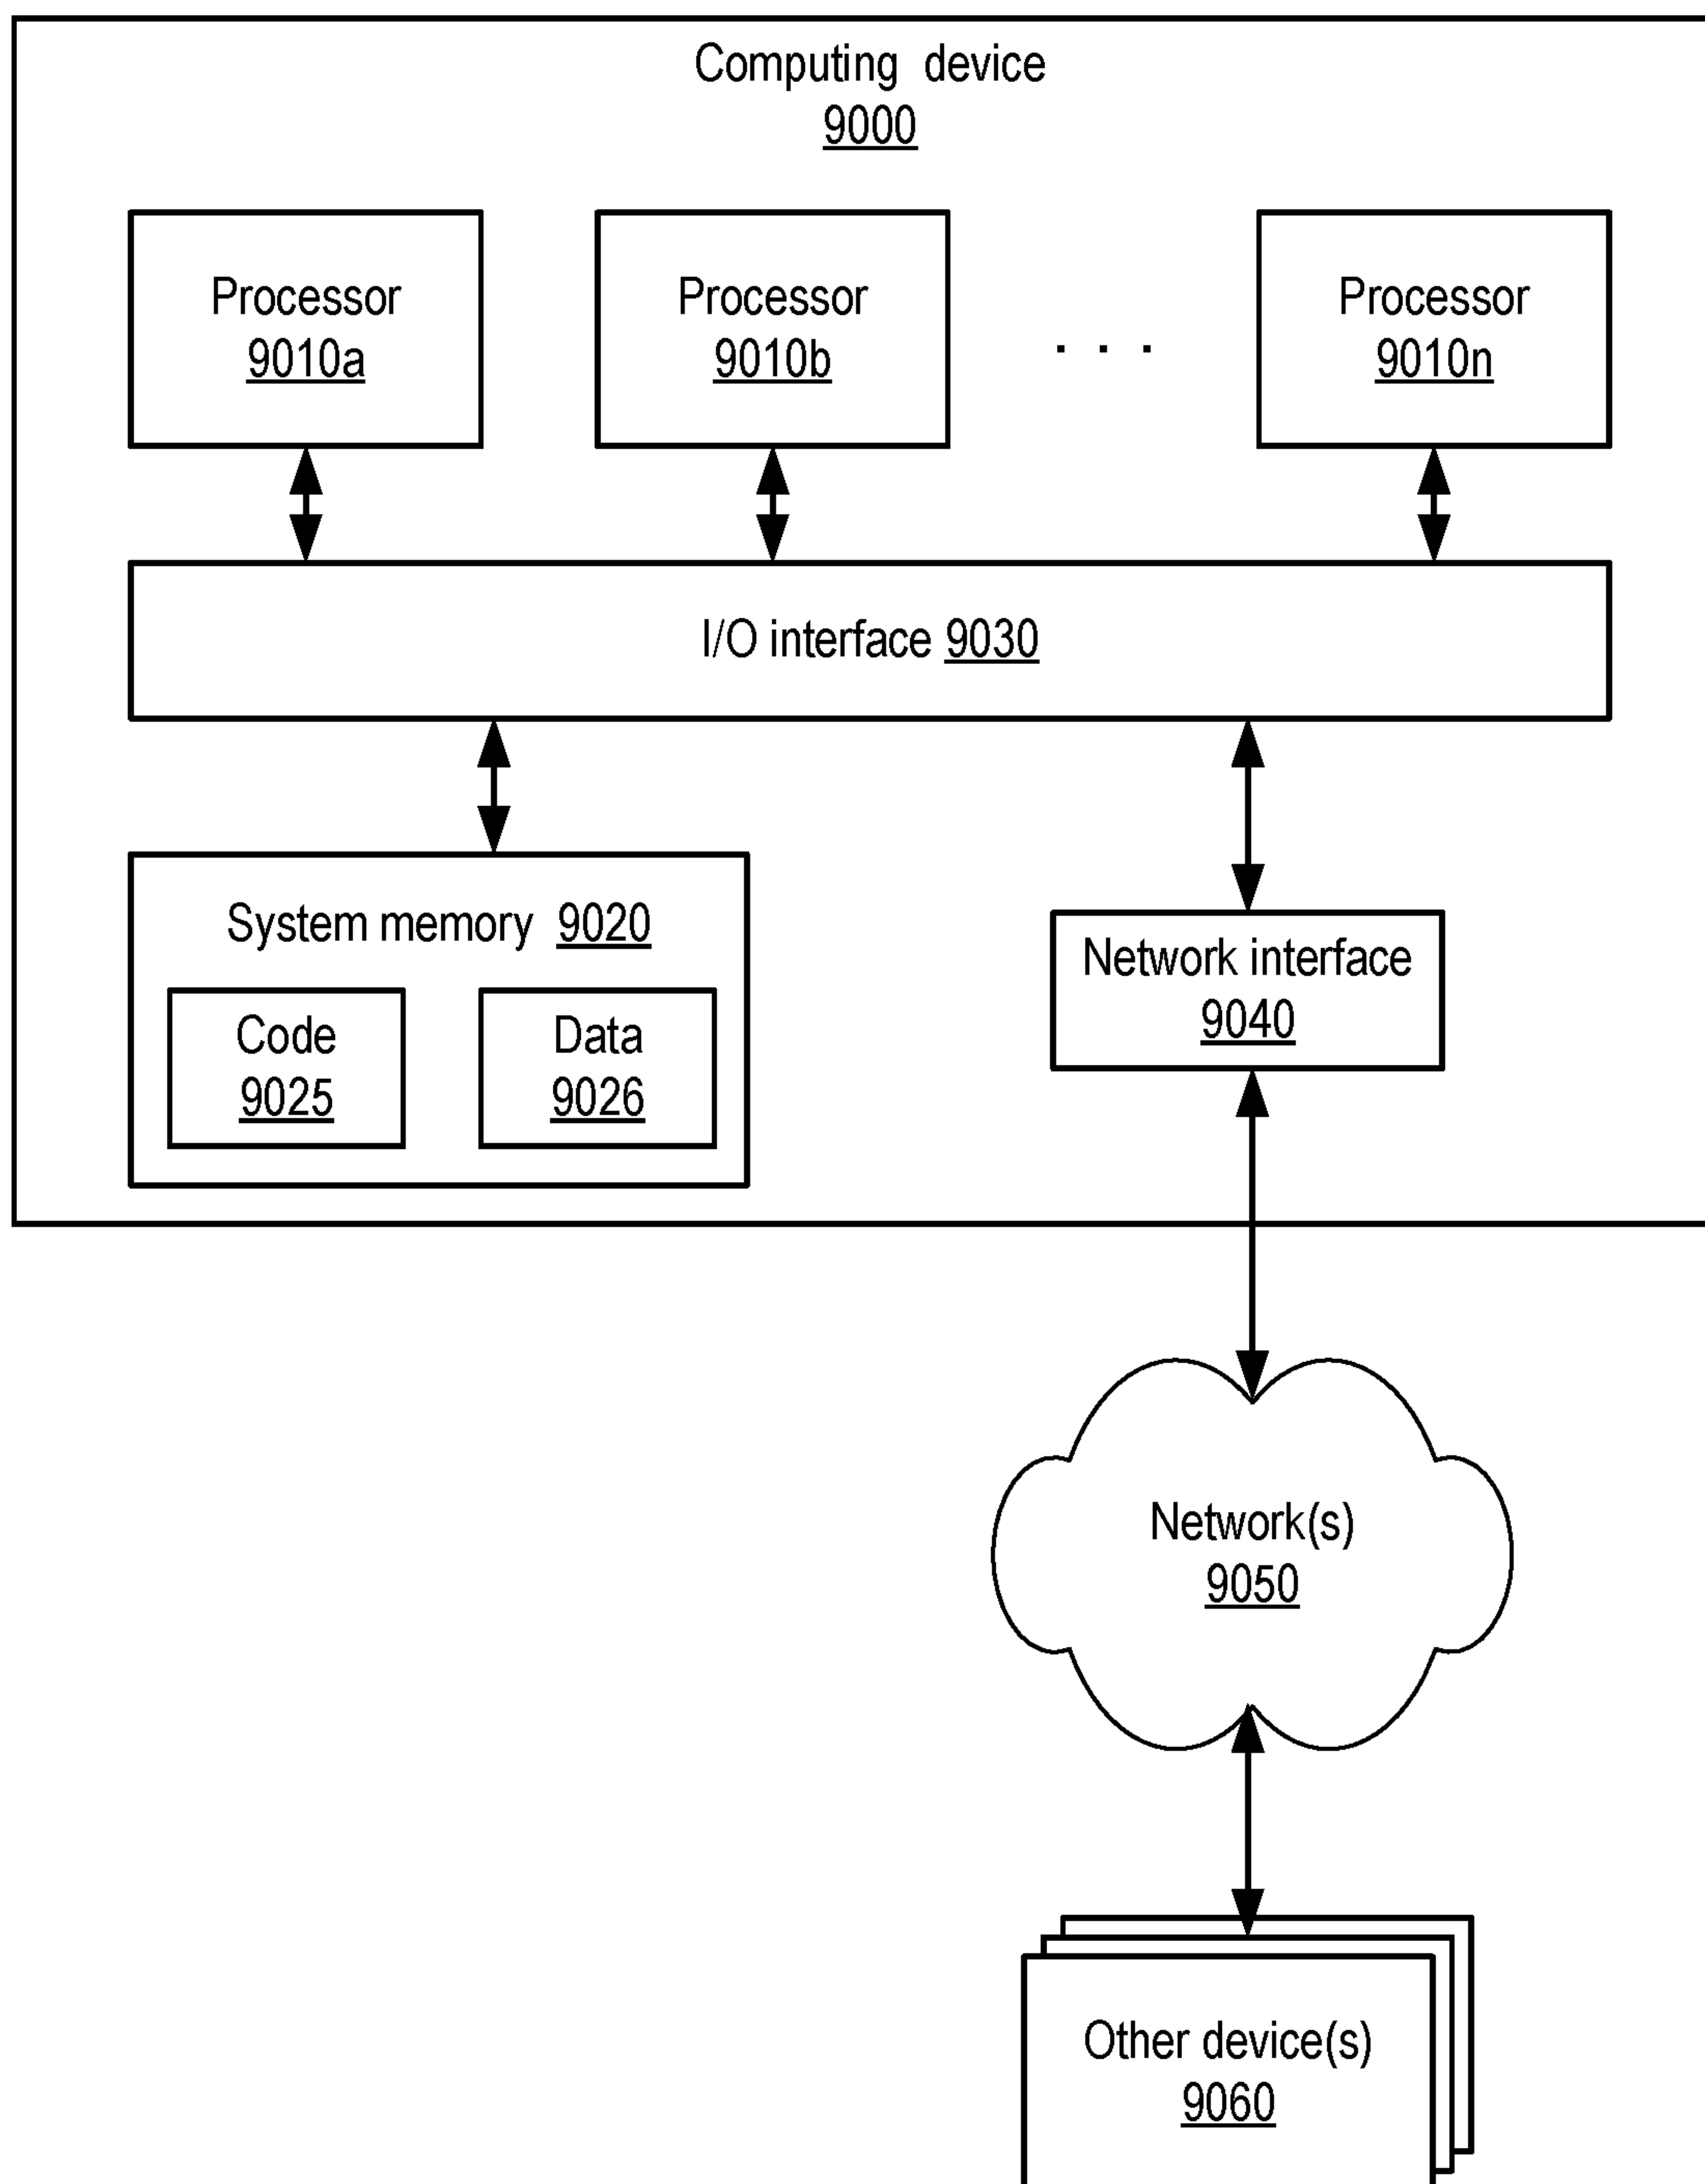 Computing device
9000
Processor
9010a
Processor
9010b
. . .
Processor
9010n
I/O interface 9030
System memory 9020
Code
9025
Data
9026
Network interface
9040
Network(s)
9050
Other device(s)
9060